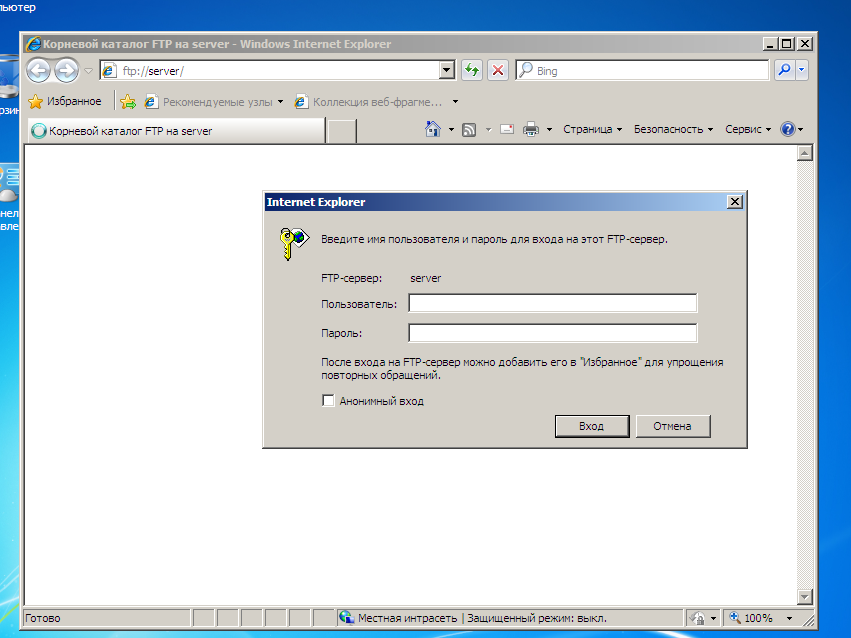 Корневой каталог FTP на server - Windows Internet Explorer
ftp://server/
Bing
Избранное
Рекомендуемые узлы
Коллекция веб-фрагме...
Корневой каталог FTP на server
Страница
Безопасность
Сервис
Internet Explorer
Введите имя пользователя и пароль для входа на этот FTP-сервер.
FTP-сервер: server
Пользователь:
Пароль:
После входа на FTP-сервер можно добавить его в "Избранное" для упрощения
повторных обращений.
Анонимный вход
Вход
Отмена
Готово
Местная интрасеть | Защищенный режим: выкл.
100%